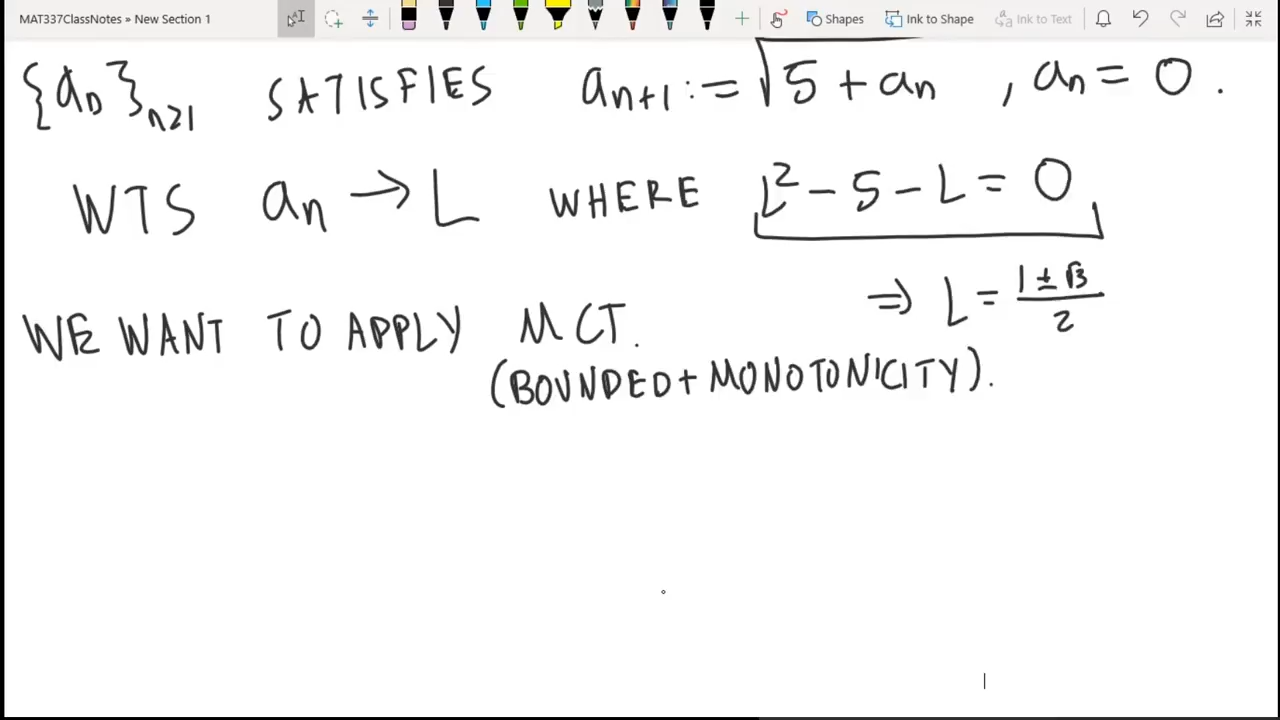 MAT337ClassNotes » New Section 1
Shapes
Ink to Shape
Ink to Text
{aₙ}ₙ≥1 SATISFIES aₙ₊₁ := √5 + aₙ , aₙ = 0 .
WTS aₙ → L WHERE L² - 5 - L = 0
⇒ L = (1 ± √3)/2
WE WANT TO APPLY MCT.
(BOUNDED + MONOTONICITY).